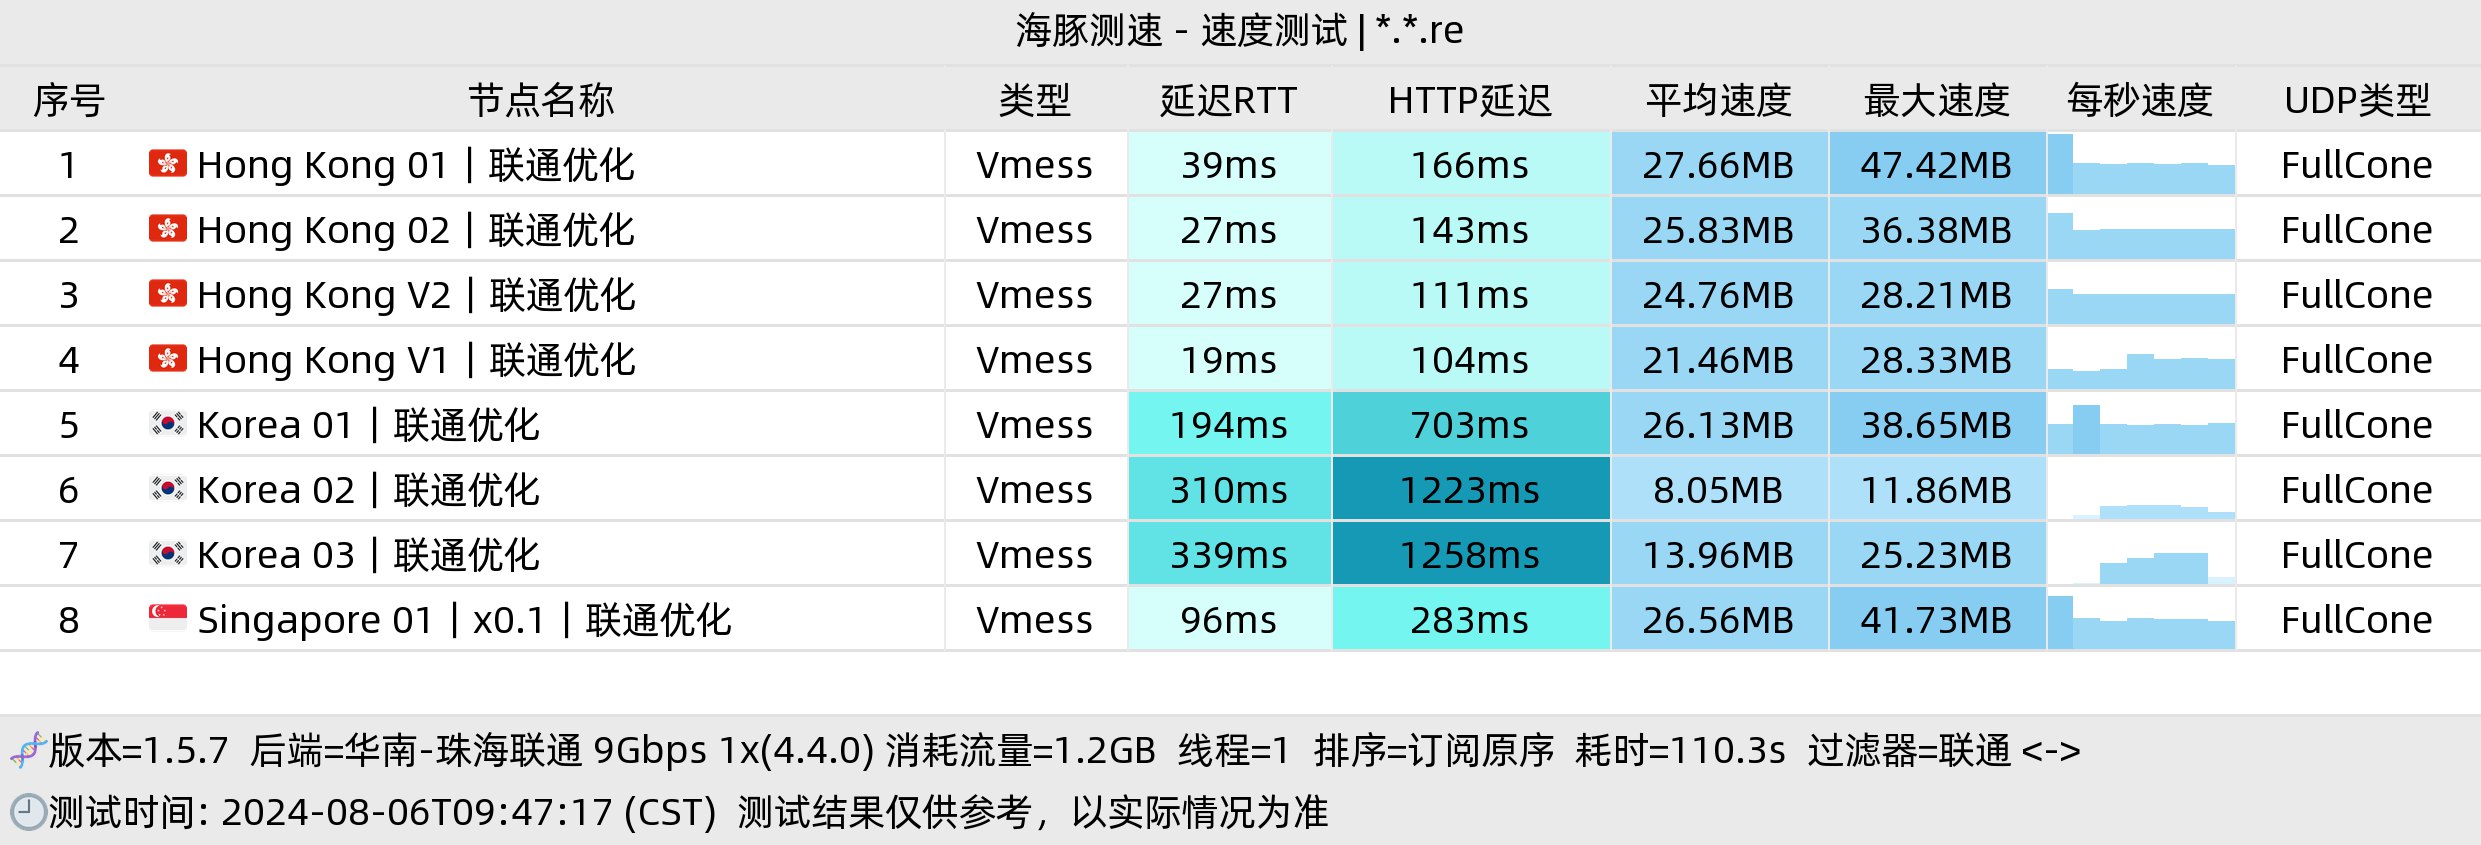 海豚测速 - 速度测试 | *.*.re
序号 节点名称 类型 延迟RTT HTTP延迟 平均速度 最大速度 每秒速度 UDP类型
1 Hong Kong 01 | 联通优化 Vmess 39ms 166ms 27.66MB 47.42MB FullCone
2 Hong Kong 02 | 联通优化 Vmess 27ms 143ms 25.83MB 36.38MB FullCone
3 Hong Kong V2 | 联通优化 Vmess 27ms 111ms 24.76MB 28.21MB FullCone
4 Hong Kong V1 | 联通优化 Vmess 19ms 104ms 21.46MB 28.33MB FullCone
5 Korea 01 | 联通优化 Vmess 194ms 703ms 26.13MB 38.65MB FullCone
6 Korea 02 | 联通优化 Vmess 310ms 1223ms 8.05MB 11.86MB FullCone
7 Korea 03 | 联通优化 Vmess 339ms 1258ms 13.96MB 25.23MB FullCone
8 Singapore 01 | x0.1 | 联通优化 Vmess 96ms 283ms 26.56MB 41.73MB FullCone
版本=1.5.7 后端=华南-珠海联通 9Gbps 1x(4.4.0) 消耗流量=1.2GB 线程=1 排序=订阅原序 耗时=110.3s 过滤器=联通 <->
测试时间: 2024-08-06T09:47:17 (CST) 测试结果仅供参考，以实际情况为准